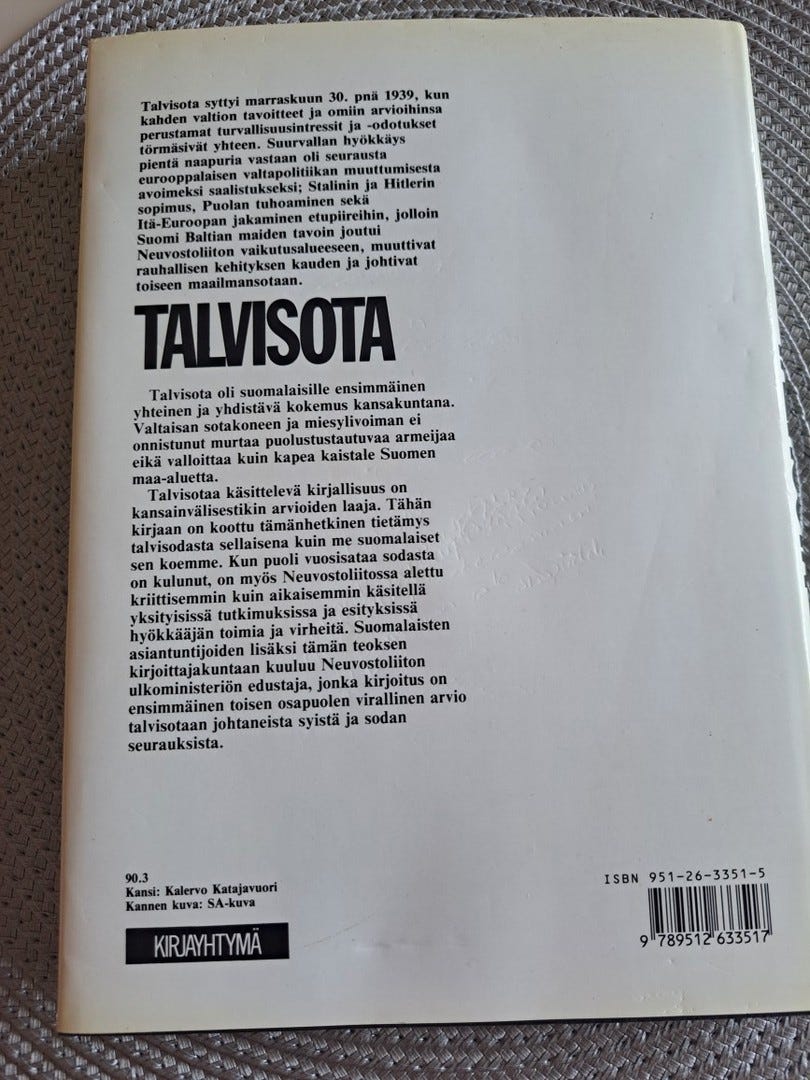 Talvisota syttyi marraskuun 30. pnä 1939, kun
kahden valtion tavoitteet ja omiin arvioihinsa
perustamat turvallisuusintressit ja -odotukset
törmäsivät yhteen. Suurvallan hyökkäys
pientä naapuria vastaan oli seurausta
eurooppalaisen valtapolitiikan muuttumisesta
avoimeksi saalistukseksi; Stalinin ja Hitlerin
sopimus, Puolan tuhoaminen sekä
Itä-Euroopan jakaminen etupiireihin, jolloin
Suomi Baltian maiden tavoin joutui
Neuvostoliiton vaikutusalueeseen, muuttivat
rauhallisen kehityksen kauden ja johtivat
toiseen maailmansotaan.
TALVISOTA
Talvisota oli suomalaisille ensimmäinen
yhteinen ja yhdistävä kokemus kansakuntana.
Valtaisan sotakoneen ja miesylivoiman ei
onnistunut murtaa puolustustautuvaa armeijaa
eikä valloittaa kuin kapea kaistale Suomen
maa-aluetta.
Talvisotaa käsittelevä kirjallisuus on
kansainvälisestikin arvioiden laaja. Tähän
kirjaan on koottu tämänhetkinen tietämys
talvisodasta sellaisena kuin me suomalaiset
sen koemme. Kun puoli vuosisataa sodasta
on kulunut, on myös Neuvostoliitossa alettu
kriittisemmin kuin aikaisemmin käsitellä
yksityisissä tutkimuksissa ja esityksissä
hyökkääjän toimia ja virheitä. Suomalaisten
asiantuntijoiden lisäksi tämän teoksen
kirjoittajakuntaan kuuluu Neuvostoliiton
ulkoministeriön edustaja, jonka kirjoitus on
ensimmäinen toisen osapuolen virallinen arvio
talvisotaan johtaneista syistä ja sodan
seurauksista.
90.3
Kansi: Kalervo Katajavuori
Kannen kuva: SA-kuva
KIRJAYHTYMÄ
ISBN 951-26-3351-5
9 789512 633517